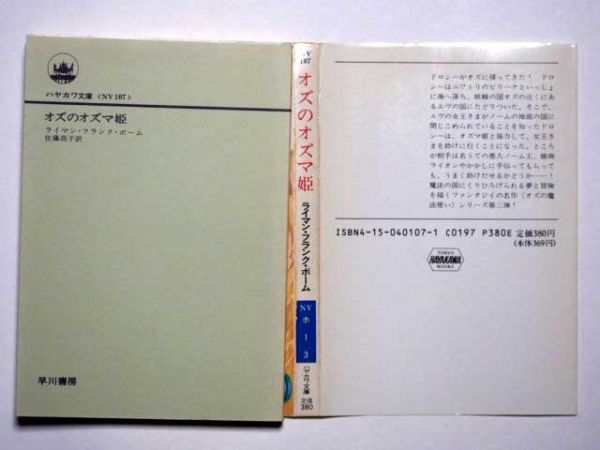 ハヤカワ文庫〈NV107〉
オズのオズマ姫
ライマン・フランク・ボーム
佐藤高子訳
早川書房
NV
107
オズのオズマ姫
ライマン・フランク・ボーム
NV
ホ
1
3
ハヤカワ文庫
定価
380
ドロシーがオズに帰ってきた! ドロ
シーはニワトリのビリーナといっしょ
に海へ落ち、妖精の国オズの近くにあ
るエヴの国にたどりついた。そこで、
エヴの女王さまがノームの地底の国に
閉じこめられていることを知ったドロ
シーは、オズマ姫と協力して、女王さ
まを助けに行くことになった。ところ
が相手は名うての悪人ノーム王、臆病
ライオンやかかしに手伝ってもらって
も、うまく助けだせるかどうか……!
魔法の国にくりひろげられる夢と冒険
を描くファンタジイの名作〈オズの魔
法使い〉シリーズ第三弾!
ISBN4-15-040107-1 C0197 P380E 定価380円
(本体369円)
TOKYO
HAYAKAWA
BOOKS